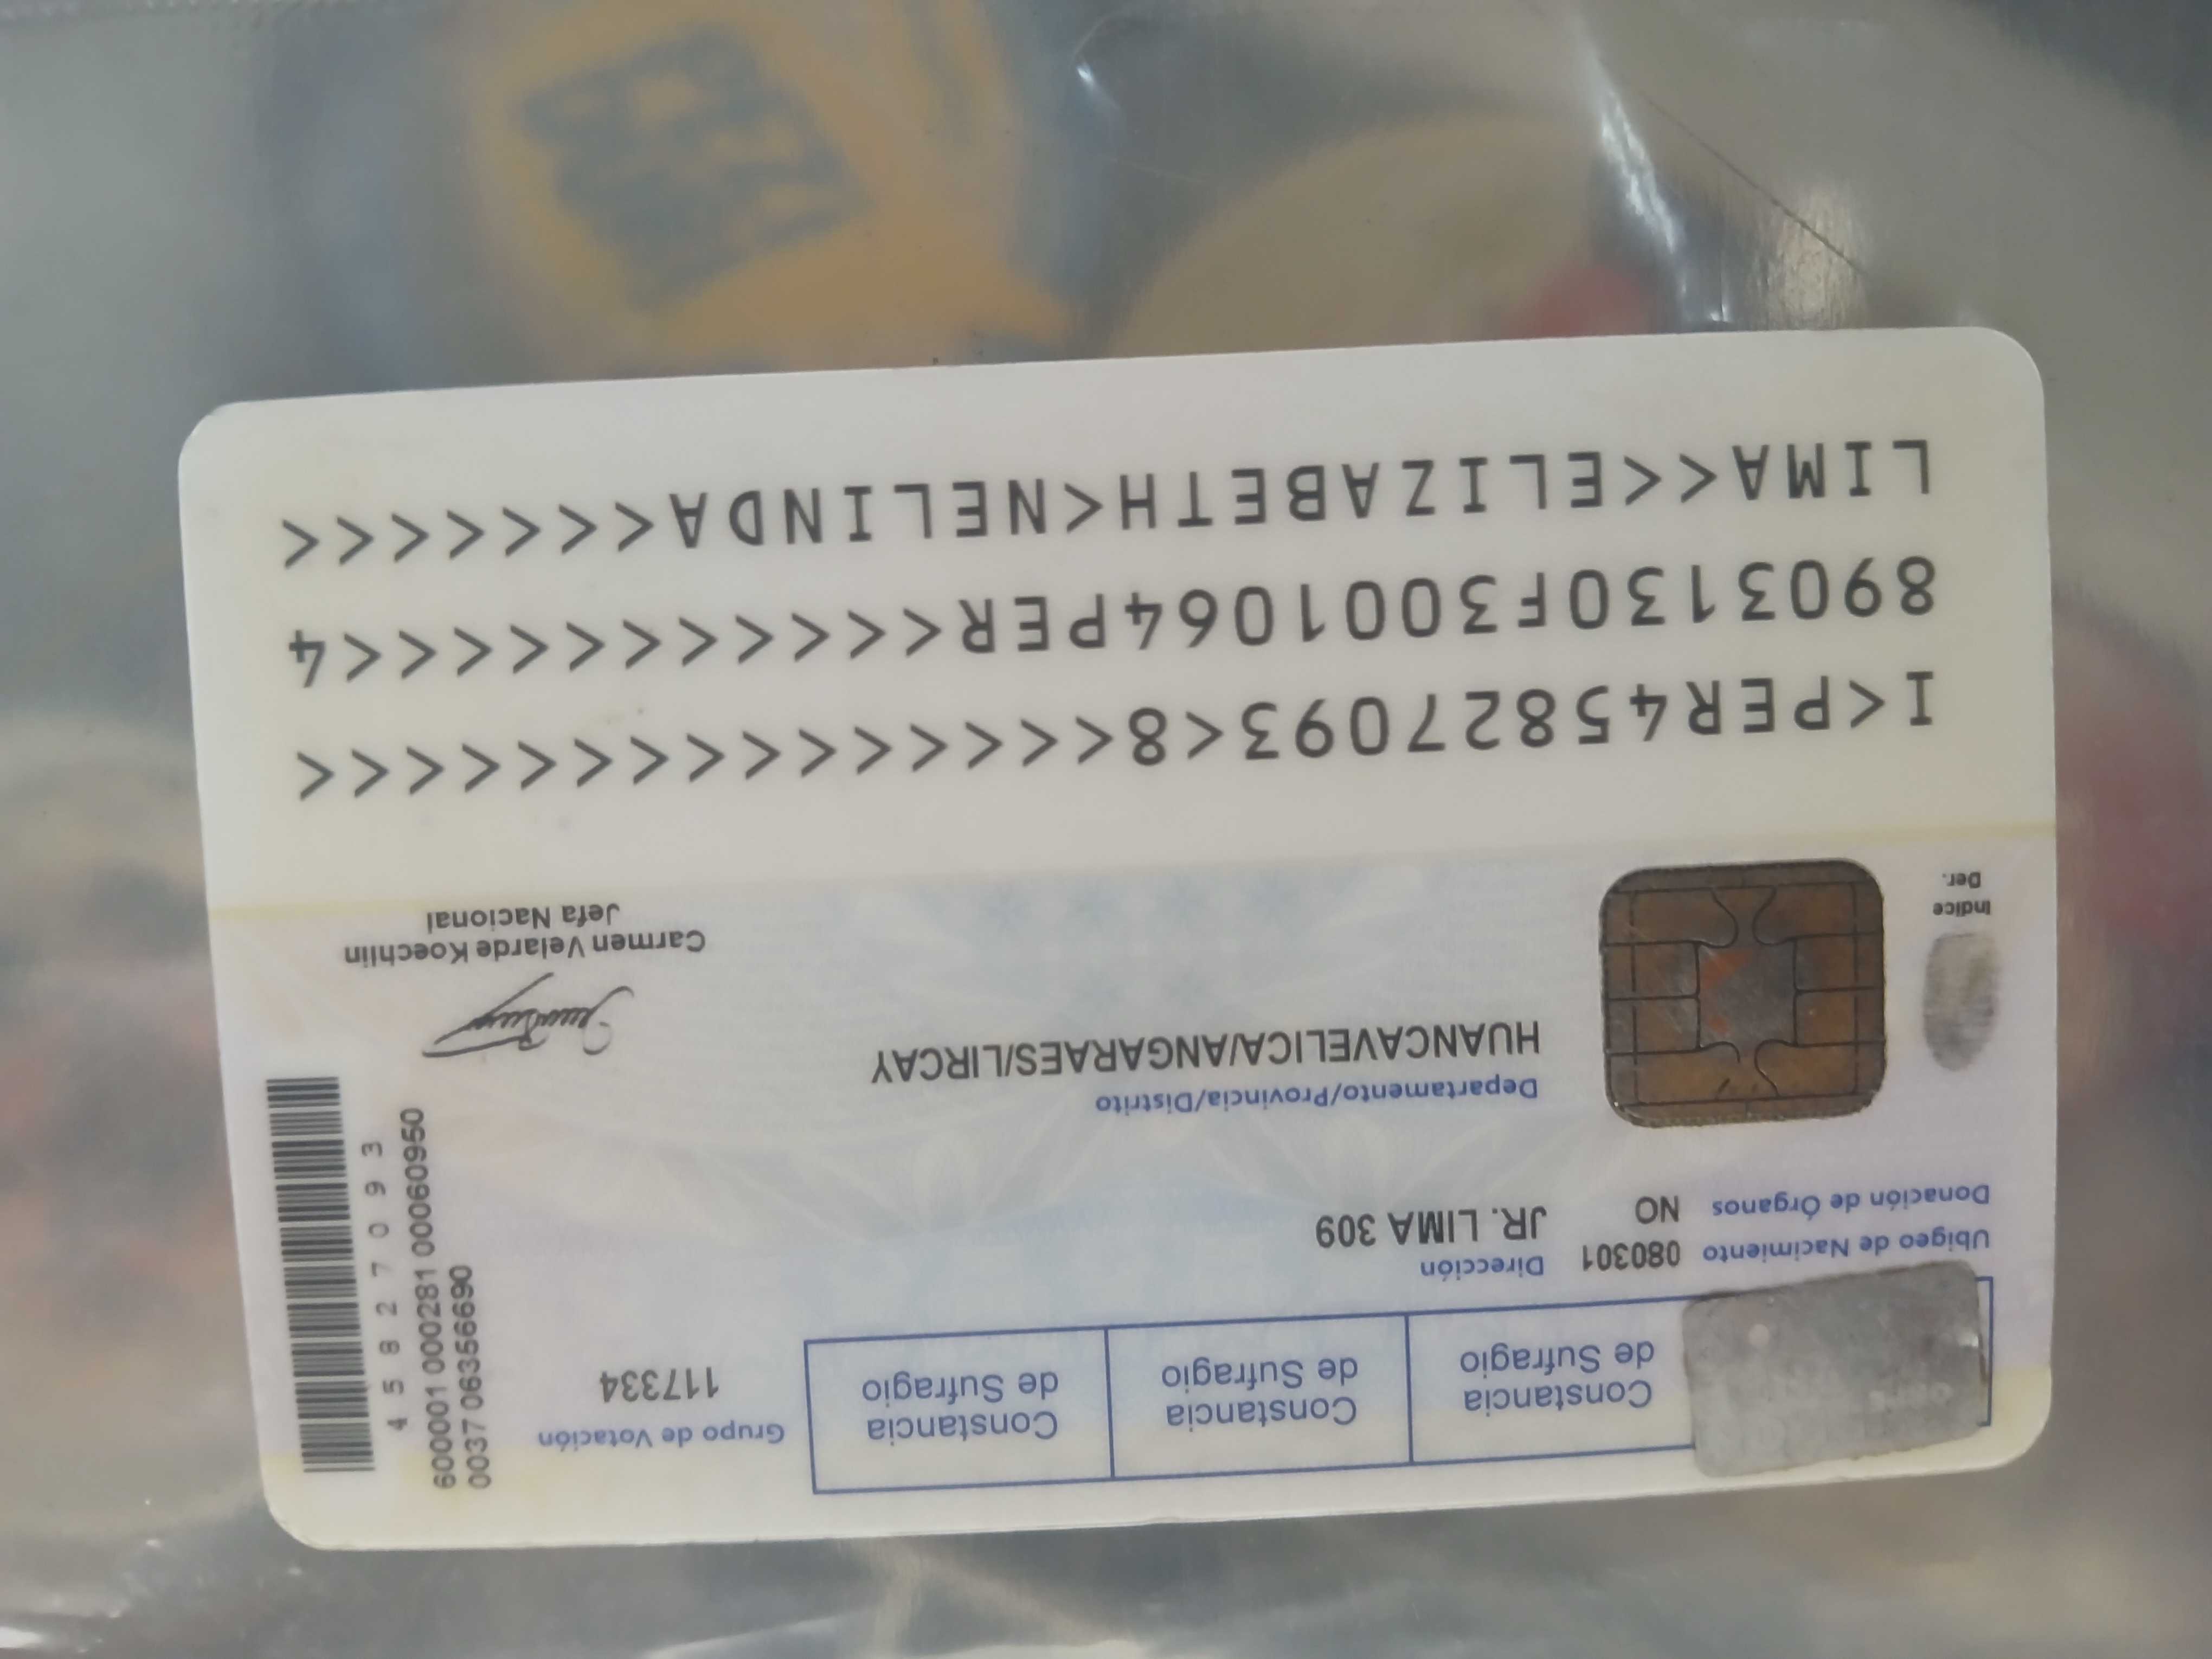 Constancia
de Sufragio
Constancia
de Sufragio
Constancia
de Sufragio
Grupo de Votación
117334
Ubigeo de Nacimiento 080301
Donación de Órganos NO
Dirección
JR. LIMA 309
Departamento/Provincia/Distrito
HUANCAVELICA/ANGARAES/LIRCAY
Indice
Der.
0037 06356690
600001 000281 00060950
4 5 8 2 7 0 9 3
Carmen Velarde Koechlin
Jefa Nacional
I<PER45827093<8<<<<<<<<<<<<<<<
8903130F3001064PER<<<<<<<<<<<4
LIMA<<ELIZABETH<NELINDA<<<<<<<